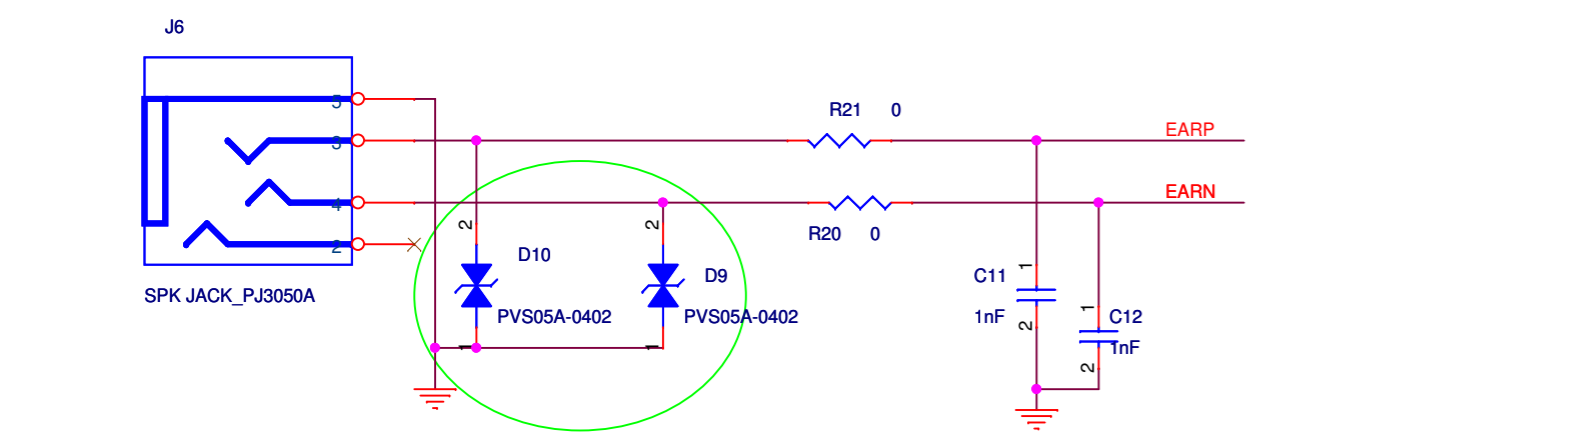 J6
5
3
4
2
SPK JACK_PJ3050A
R21 0
EARP
EARN
R20 0
2
D10
PVS05A-0402
1
2
D9
PVS05A-0402
1
C11
1nF
1
2
C12
1nF
1
2